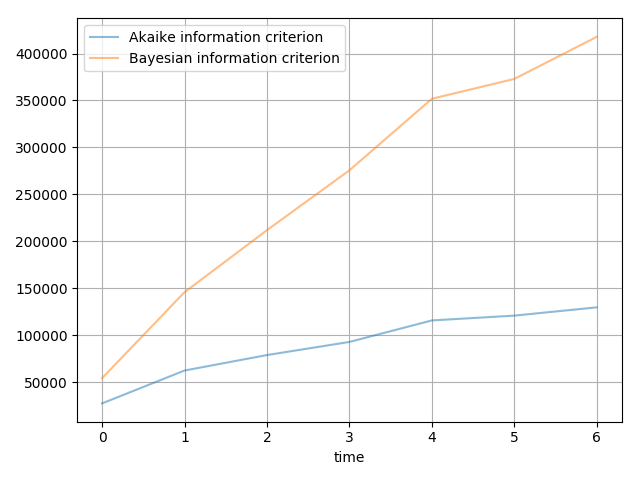 Akaike information criterion
Bayesian information criterion
400000
350000
300000
250000
200000
150000
100000
50000
0 1 2 3 4 5 6
time